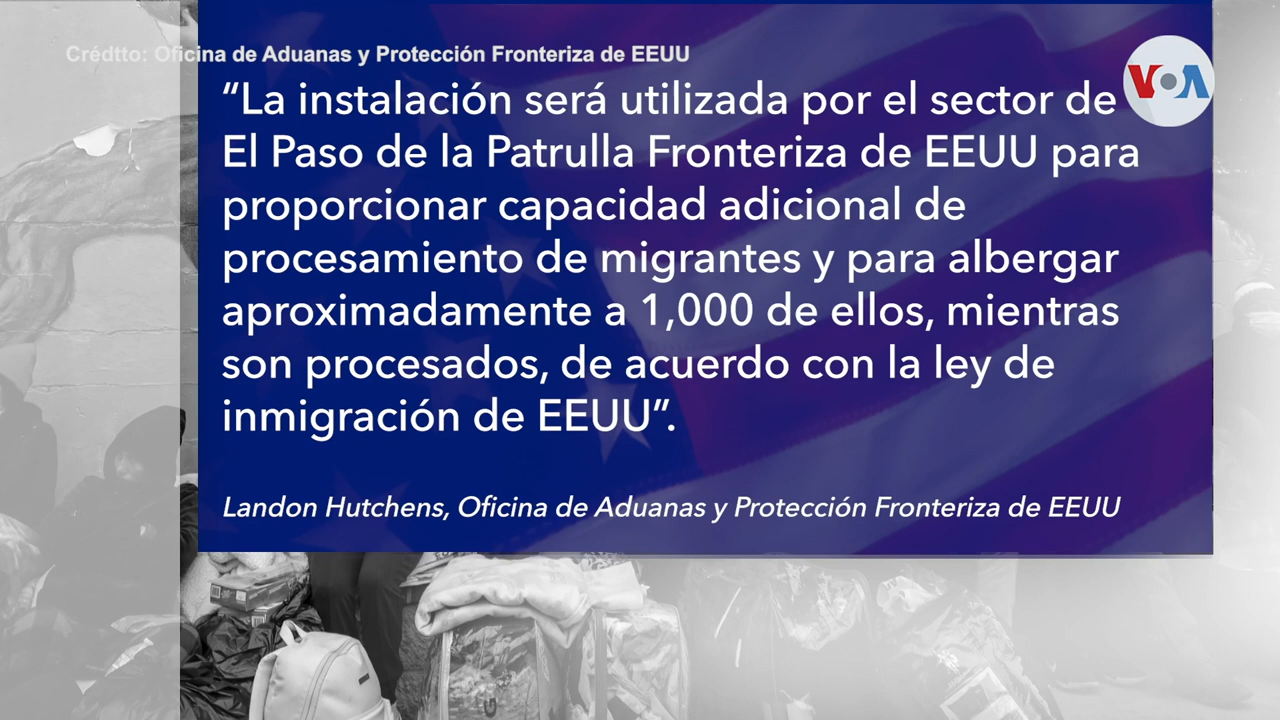 Crédtto: Oficina de Aduanas y Protección Fronteriza de EEUU
VOA
“La instalación será utilizada por el sector de
El Paso de la Patrulla Fronteriza de EEUU para
proporcionar capacidad adicional de
procesamiento de migrantes y para albergar
aproximadamente a 1,000 de ellos, mientras
son procesados, de acuerdo con la ley de
inmigración de EEUU”.
Landon Hutchens, Oficina de Aduanas y Protección Fronteriza de EEUU